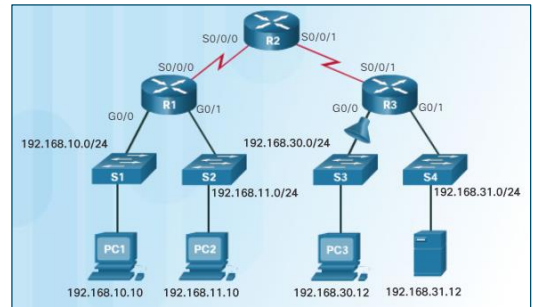 R2
S0/0/0
S0/0/1
S0/0/0
S0/0/1
R1
R3
G0/0
G0/1
G0/0
G0/1
192.168.10.0/24
192.168.30.0/24
S1
S2
S3
S4
192.168.11.0/24
192.168.31.0/24
PC1
PC2
PC3
192.168.10.10
192.168.11.10
192.168.30.12
192.168.31.12